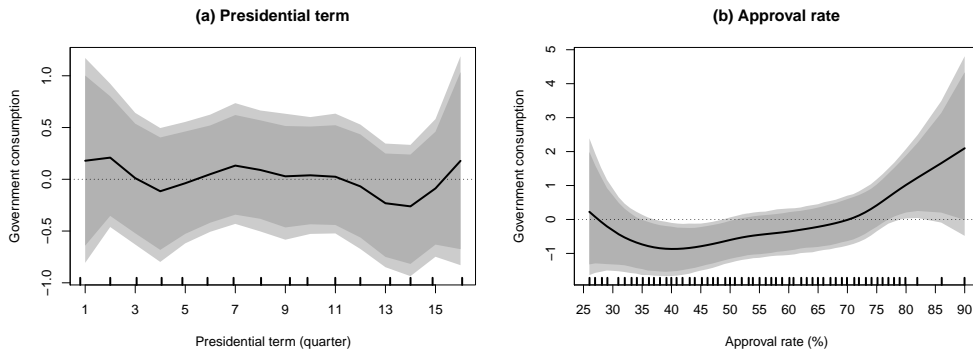 (a) Presidential term
Government consumption
1.0
0.5
0.0
−0.5
−1.0
1 3 5 7 9 11 13 15
Presidential term (quarter)
(b) Approval rate
Government consumption
5
4
3
2
1
0
−1
25 30 35 40 45 50 55 60 65 70 75 80 85 90
Approval rate (%)